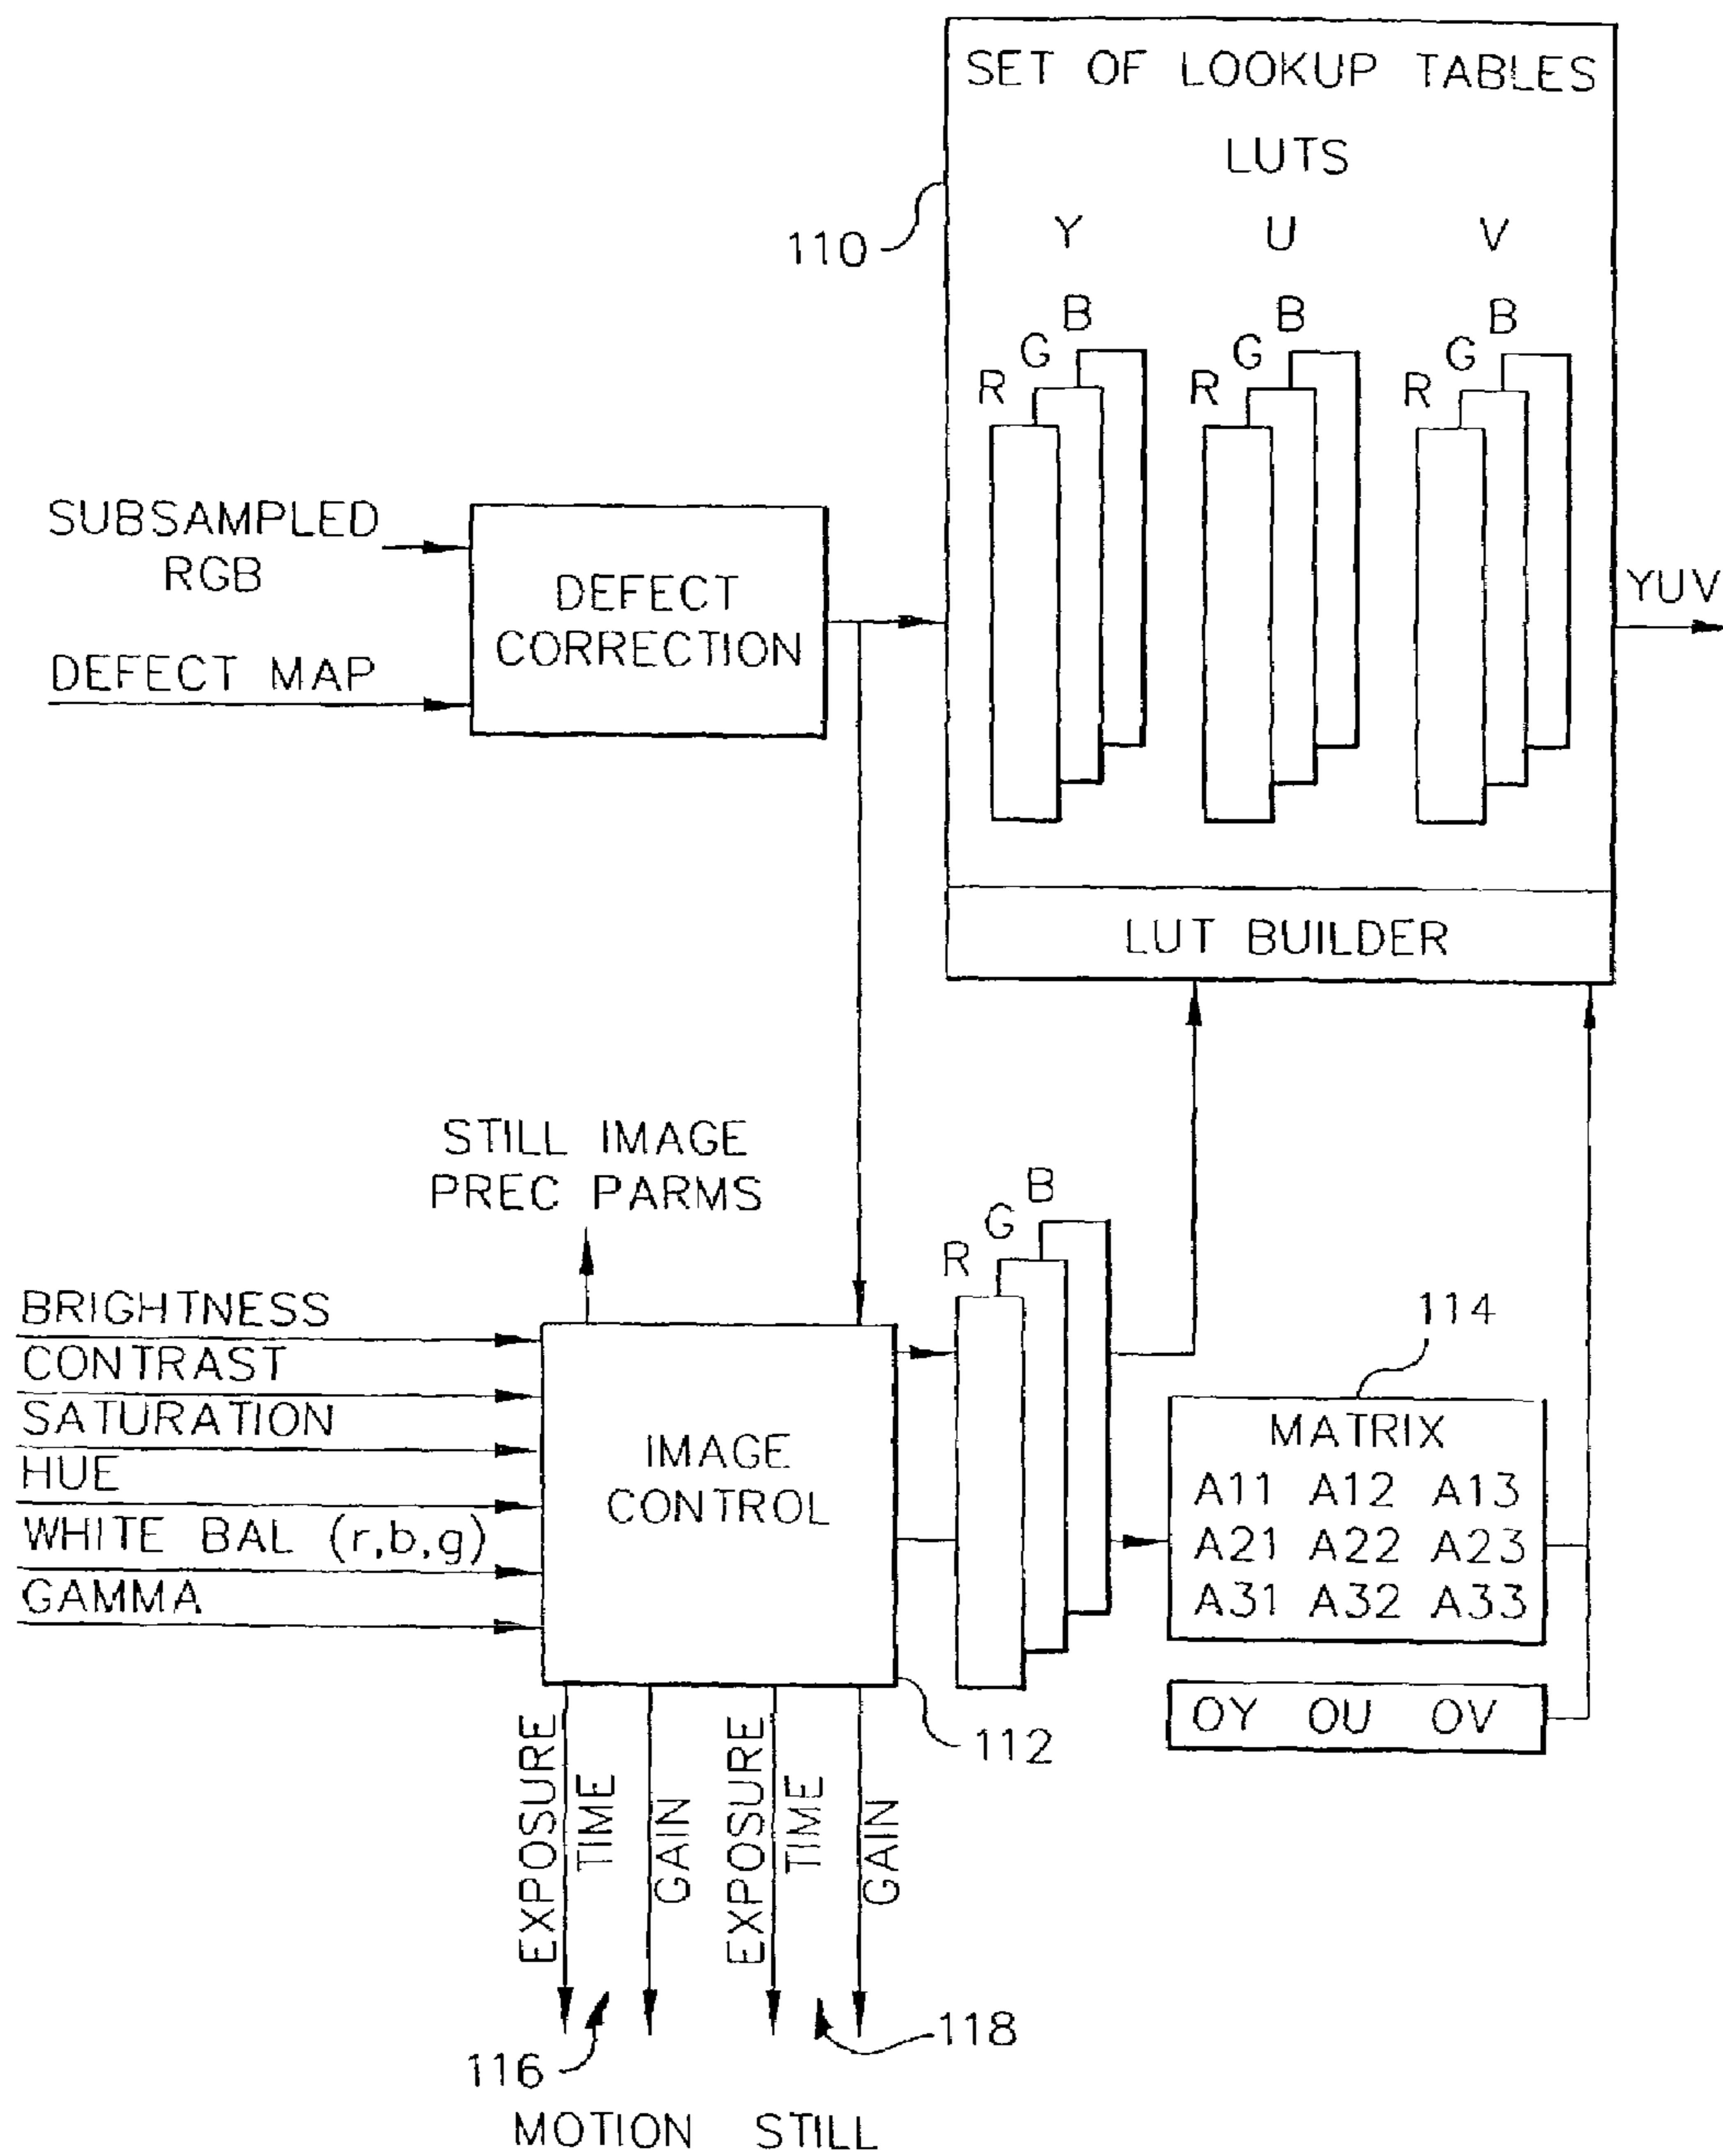 SET OF LOOKUP TABLES
LUTS
110
Y U V
R G B R G B R G B
SUBSAMPLED
RGB
DEFECT MAP
DEFECT
CORRECTION
YUV
LUT BUILDER
STILL IMAGE
PREC PARMS
R G B
BRIGHTNESS
CONTRAST
SATURATION
HUE
WHITE BAL (r,b,g)
GAMMA
IMAGE
CONTROL
114
MATRIX
A11 A12 A13
A21 A22 A23
A31 A32 A33
OY OU OV
112
EXPOSURE
TIME
GAIN
EXPOSURE
TIME
GAIN
116
118
MOTION STILL